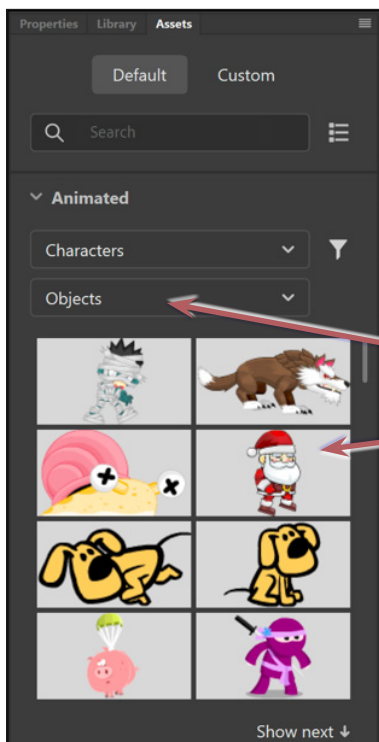 Properties Library Assets
Default Custom
Search
Animated
Characters
Objects
Show next